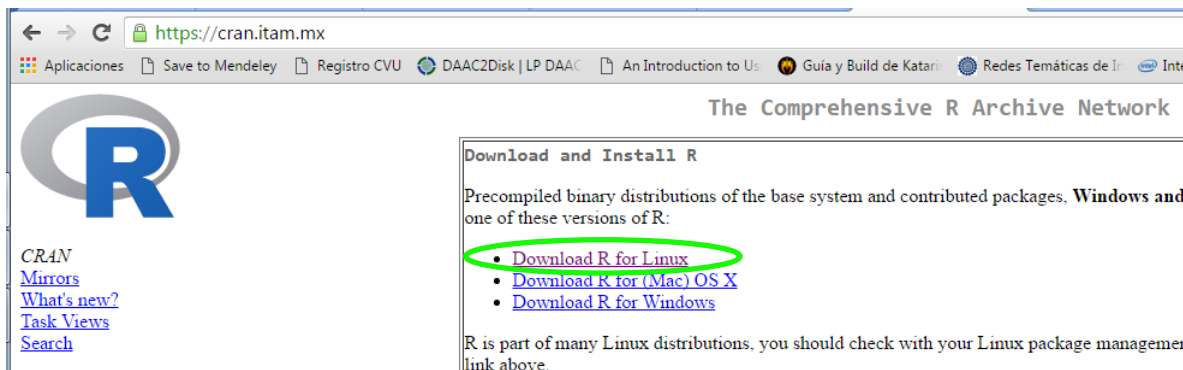 https://cran.itam.mx
Aplicaciones Save to Mendeley Registro CVU DAAC2Disk | LP DAAC An Introduction to Us Guía y Build de Katari Redes Temáticas de In Inte
The Comprehensive R Archive Network
R
Download and Install R
Precompiled binary distributions of the base system and contributed packages, Windows and
one of these versions of R:
• Download R for Linux
• Download R for (Mac) OS X
• Download R for Windows
R is part of many Linux distributions, you should check with your Linux package managemen
link above.
CRAN
Mirrors
What's new?
Task Views
Search